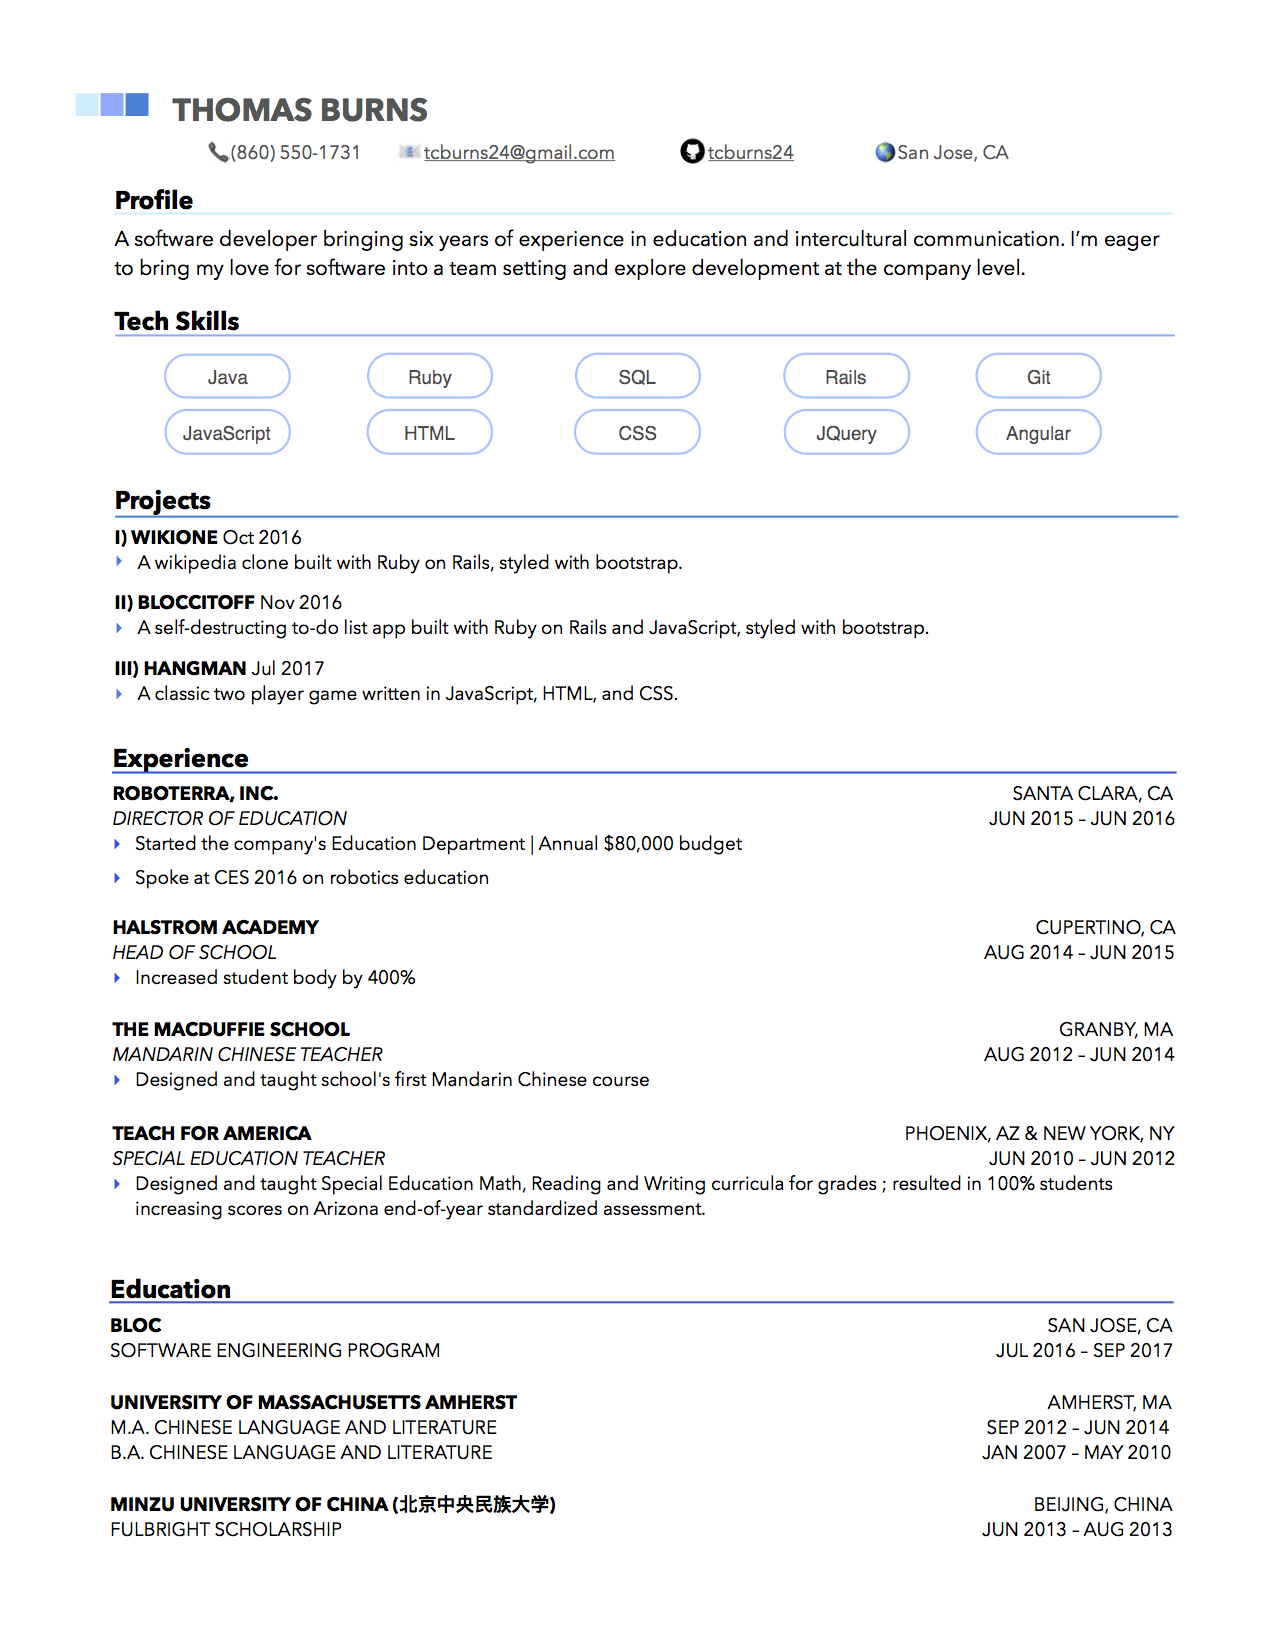 THOMAS BURNS
(860) 550-1731 tcburns24@gmail.com tcburns24 San Jose, CA
Profile
A software developer bringing six years of experience in education and intercultural communication. I’m eager
to bring my love for software into a team setting and explore development at the company level.
Tech Skills
Java Ruby SQL Rails Git
JavaScript HTML CSS JQuery Angular
Projects
I) WIKIONE Oct 2016
A wikipedia clone built with Ruby on Rails, styled with bootstrap.
II) BLOCCITOFF Nov 2016
A self-destructing to-do list app built with Ruby on Rails and JavaScript, styled with bootstrap.
III) HANGMAN Jul 2017
A classic two player game written in JavaScript, HTML, and CSS.
Experience
ROBOTERRA, INC. SANTA CLARA, CA
DIRECTOR OF EDUCATION JUN 2015 – JUN 2016
Started the company's Education Department | Annual $80,000 budget
Spoke at CES 2016 on robotics education
HALSTROM ACADEMY CUPERTINO, CA
HEAD OF SCHOOL AUG 2014 – JUN 2015
Increased student body by 400%
THE MACDUFFIE SCHOOL GRANBY, MA
MANDARIN CHINESE TEACHER AUG 2012 – JUN 2014
Designed and taught school's first Mandarin Chinese course
TEACH FOR AMERICA PHOENIX, AZ & NEW YORK, NY
SPECIAL EDUCATION TEACHER JUN 2010 – JUN 2012
Designed and taught Special Education Math, Reading and Writing curricula for grades ; resulted in 100% students
increasing scores on Arizona end-of-year standardized assessment.
Education
BLOC SAN JOSE, CA
SOFTWARE ENGINEERING PROGRAM JUL 2016 – SEP 2017
UNIVERSITY OF MASSACHUSETTS AMHERST AMHERST, MA
M.A. CHINESE LANGUAGE AND LITERATURE SEP 2012 – JUN 2014
B.A. CHINESE LANGUAGE AND LITERATURE JAN 2007 – MAY 2010
MINZU UNIVERSITY OF CHINA (北京中央民族大学) BEIJING, CHINA
FULBRIGHT SCHOLARSHIP JUN 2013 – AUG 2013